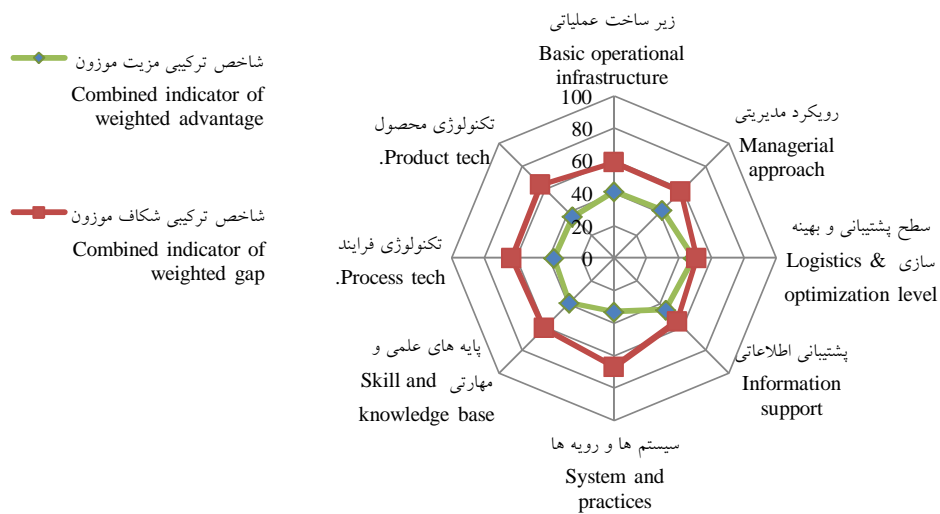 شاخص ترکیبی مزیت موزون
Combined indicator of
weighted advantage
شاخص ترکیبی شکاف موزون
Combined indicator of
weighted gap
زیر ساخت عملیاتی
Basic operational
infrastructure
رویکرد مدیریتی
Managerial
approach
سطح پشتیبانی و بهینه
سازی Logistics &
optimization level
پشتیبانی اطلاعاتی
Information
support
سیستم ها و رویه ها
System and
practices
پایه های علمی و
مهارتی Skill and
knowledge base
تکنولوژی فرایند
.Process tech
تکنولوژی محصول
.Product tech
100
80
60
40
20
0